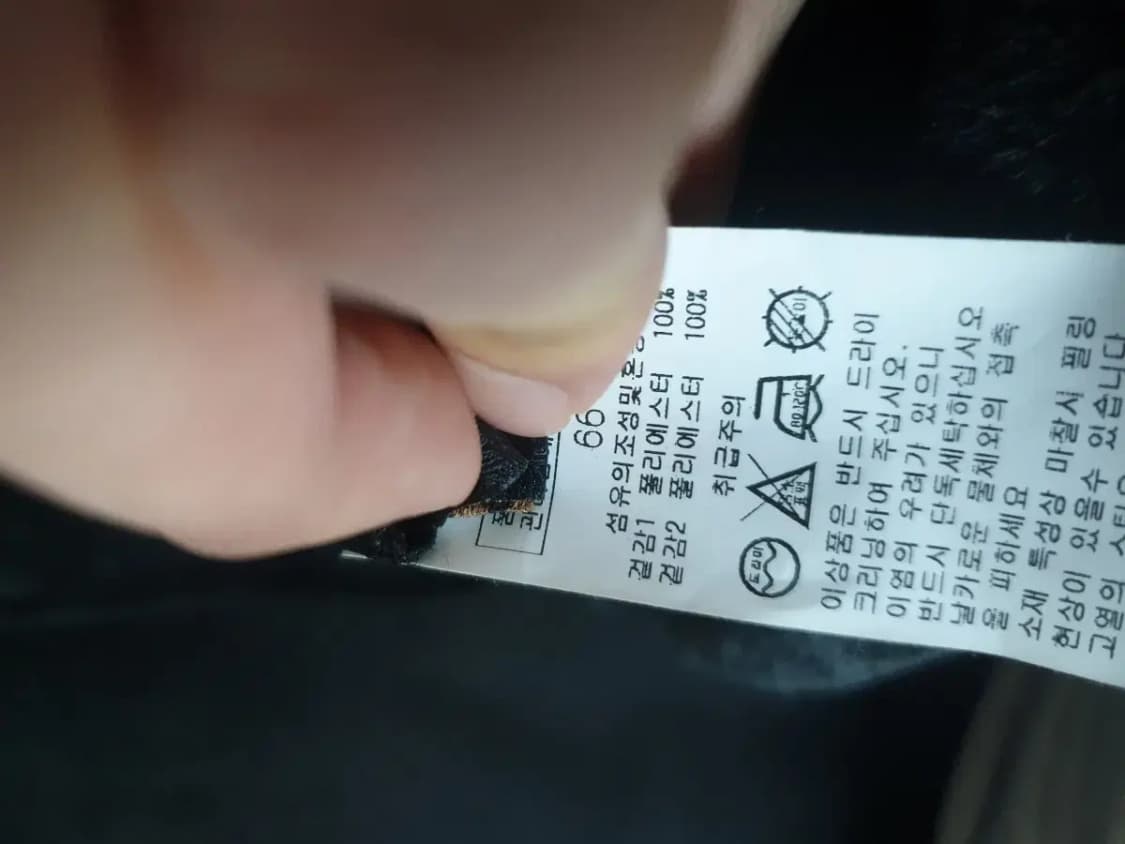 66
섬유의조성및혼용
겉감1 폴리에스터 100%
겉감2 폴리에스터 100%
취급주의
드라이
이상품은 반드시 드라이
크리닝하여 주십시오.
이염의 우려가 있으니
반드시 단독세탁하십시오
날카로운 물체와의 접촉
을 피하세요
소재 특성상 마찰시 필링
현상이 있을수 있습니다
고열의